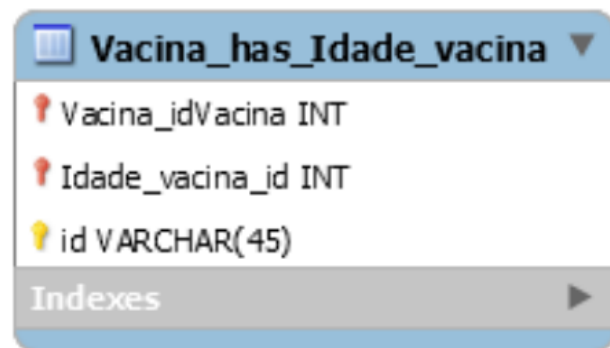 Vacina_has_Idade_vacina
Vacina_idVacina INT
Idade_vacina_id INT
id VARCHAR(45)
Indexes